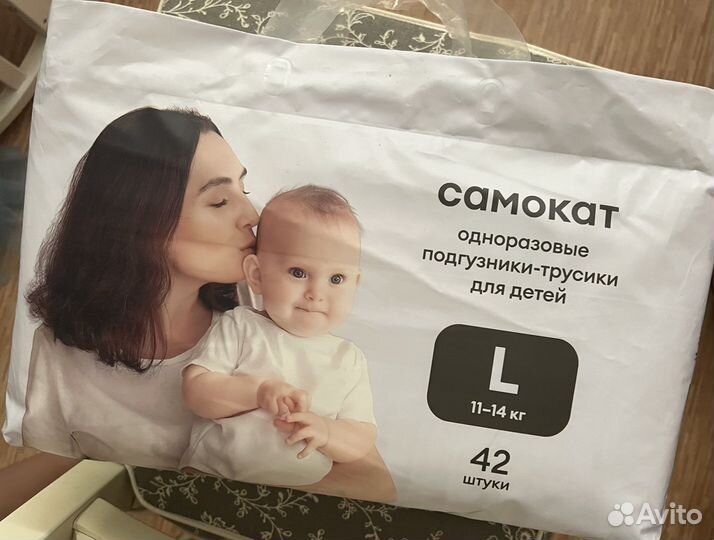 самокат
одноразовые
подгузники-трусики
для детей
L
11–14 кг
42
штуки
Avito